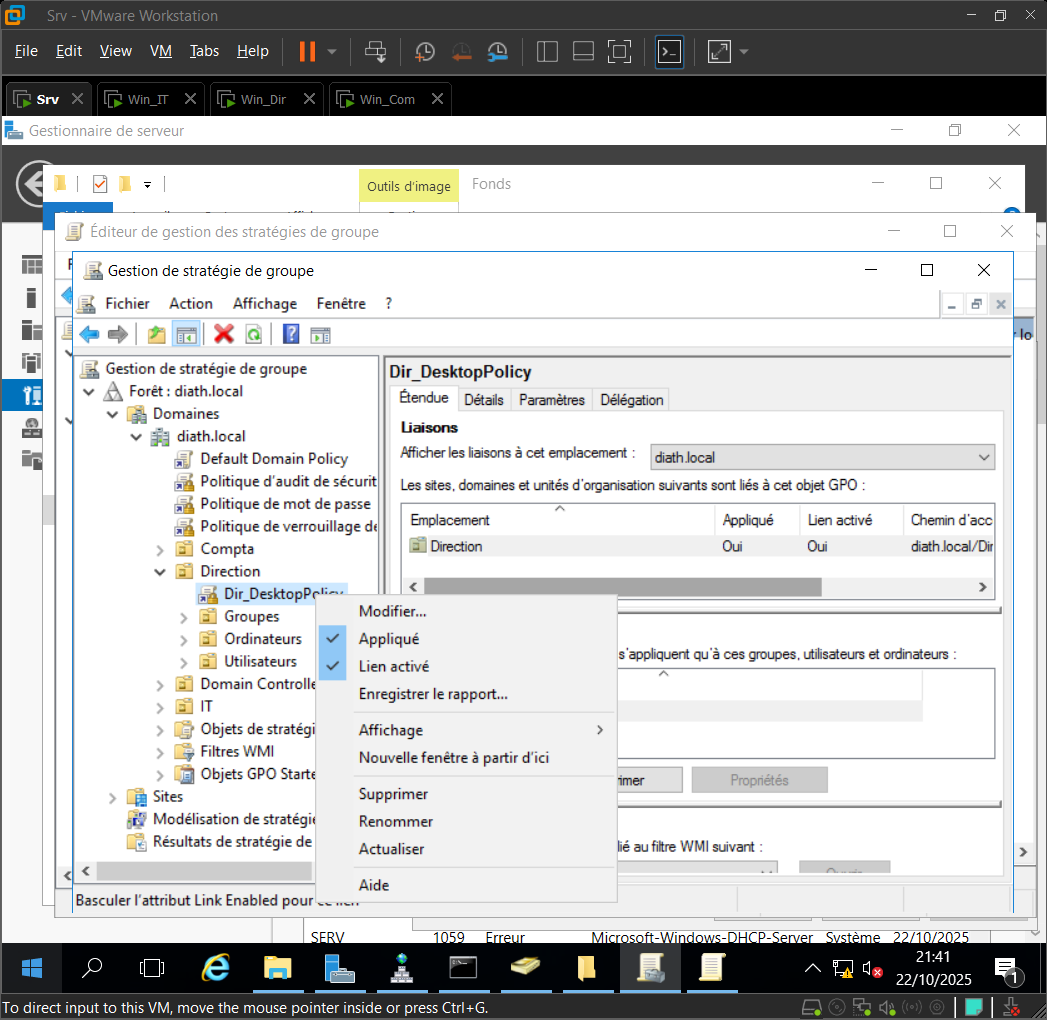 Srv - VMware Workstation
File Edit View VM Tabs Help
Srv Win_IT Win_Dir Win_Com
Gestionnaire de serveur
Outils d'image Fonds
Éditeur de gestion des stratégies de groupe
Gestion de stratégie de groupe
Fichier Action Affichage Fenêtre ?
Gestion de stratégie de groupe
Forêt : diath.local
Domaines
diath.local
Default Domain Policy
Politique d'audit de sécurit
Politique de mot de passe
Politique de verrouillage de
Compta
Direction
Dir_DesktopPolicy
Groupes
Ordinateurs
Utilisateurs
Domain Controlle
IT
Objets de stratégi
Filtres WMI
Objets GPO Starte
Sites
Modélisation de stratégie
Résultats de stratégie de
Dir_DesktopPolicy
Étendue Détails Paramètres Délégation
Liaisons
Afficher les liaisons à cet emplacement : diath.local
Les sites, domaines et unités d'organisation suivants sont liés à cet objet GPO :
Emplacement Appliqué Lien activé Chemin d'acc
Direction Oui Oui diath.local/Dir
s'appliquent qu'à ces groupes, utilisateurs et ordinateurs :
imer Propriétés
lié au filtre WMI suivant :
Modifier...
Appliqué
Lien activé
Enregistrer le rapport...
Affichage
Nouvelle fenêtre à partir d'ici
Supprimer
Renommer
Actualiser
Aide
Basculer l'attribut Link Enabled pour ce lien
SERV 1059 Erreur Microsoft-Windows-DHCP-Server Système 22/10/2025
21:41
22/10/2025
1
To direct input to this VM, move the mouse pointer inside or press Ctrl+G.